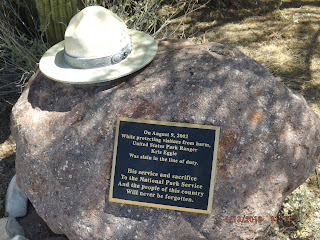 On August 9, 2002
While protecting visitors from harm,
United States Park Ranger
Kris Eggle
Was slain in the line of duty.
His service and sacrifice
To the National Park Service
And the people of this country
Will never be forgotten.